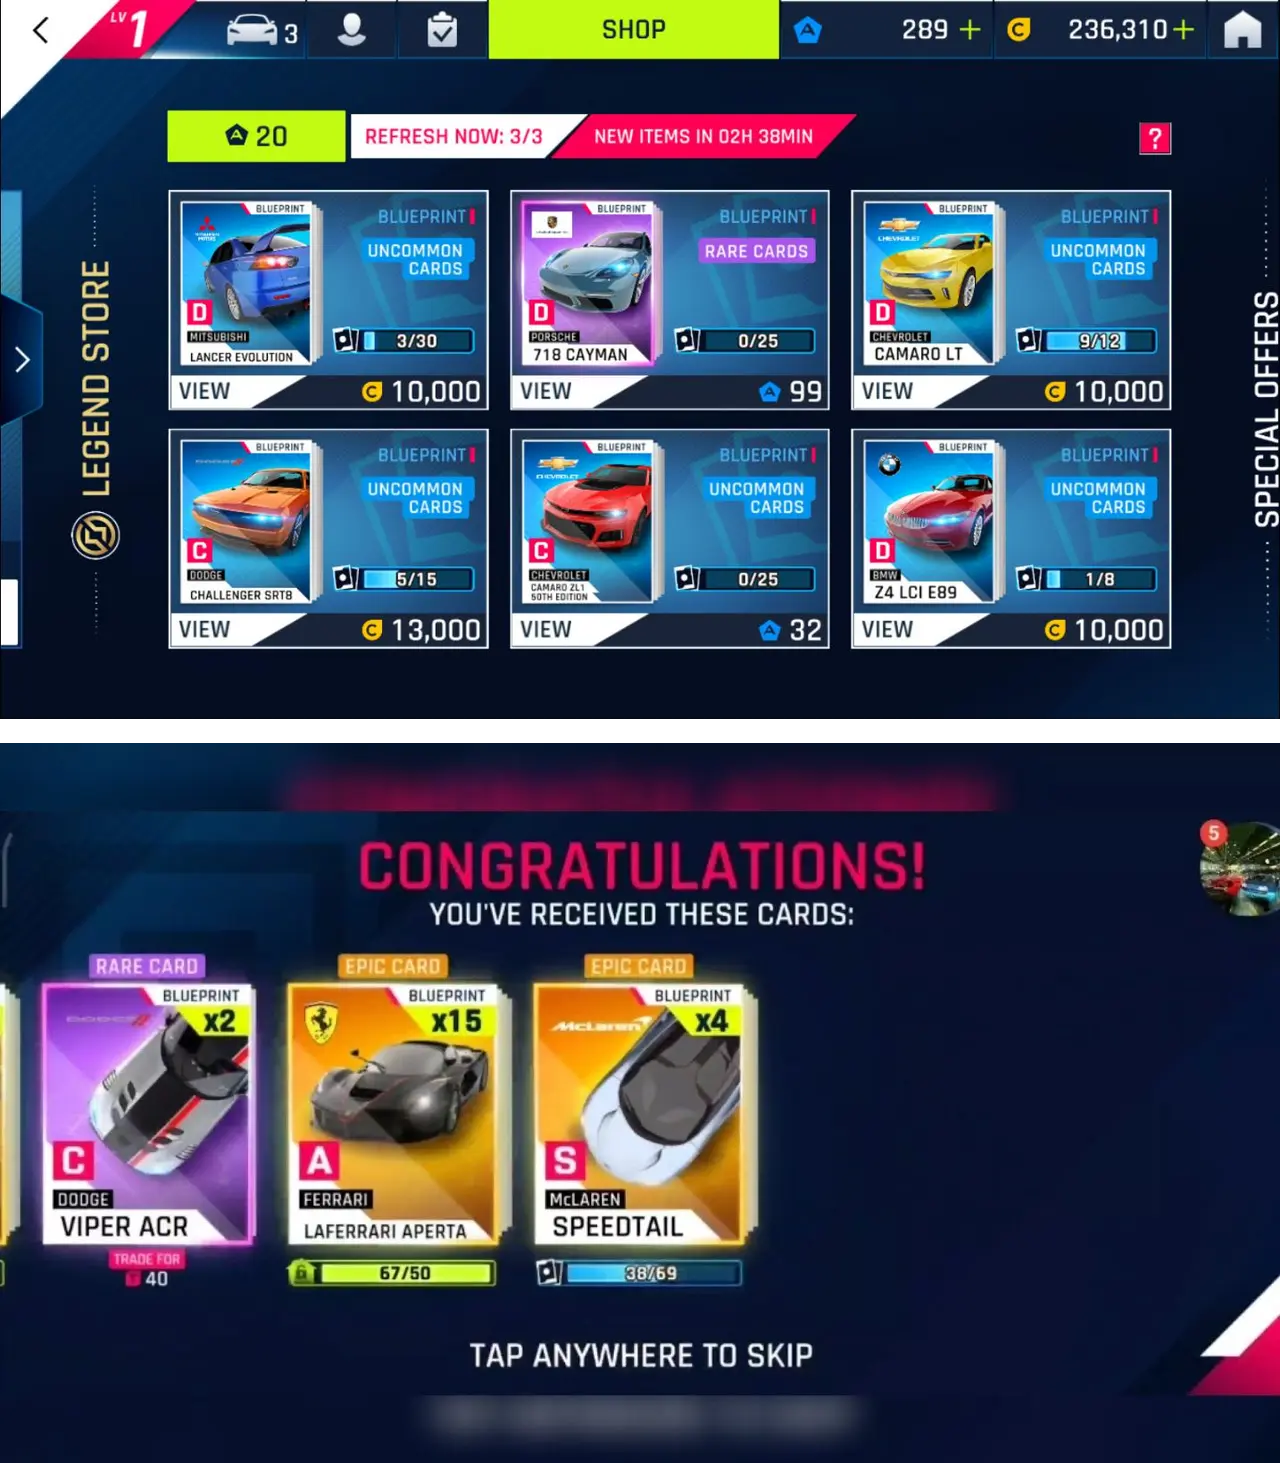 LV 1
3
SHOP
289 +
236,310 +
20
REFRESH NOW: 3/3
NEW ITEMS IN 02H 38MIN
?
LEGEND STORE
SPECIAL OFFERS
BLUEPRINT
BLUEPRINT
UNCOMMON
CARDS
D
MITSUBISHI
LANCER EVOLUTION
3/30
VIEW
10,000
BLUEPRINT
BLUEPRINT
RARE CARDS
D
PORSCHE
718 CAYMAN
0/25
VIEW
99
BLUEPRINT
BLUEPRINT
CHEVROLET
UNCOMMON
CARDS
D
CHEVROLET
CAMARO LT
9/12
VIEW
10,000
BLUEPRINT
BLUEPRINT
UNCOMMON
CARDS
C
DODGE
CHALLENGER SRT8
5/15
VIEW
13,000
BLUEPRINT
BLUEPRINT
CHEVROLET
UNCOMMON
CARDS
C
CHEVROLET
CAMARO ZL1
50TH EDITION
0/25
VIEW
32
BLUEPRINT
BLUEPRINT
UNCOMMON
CARDS
D
BMW
Z4 LCI E89
1/8
VIEW
10,000
CONGRATULATIONS!
YOU'VE RECEIVED THESE CARDS:
5
RARE CARD
BLUEPRINT
x2
DODGE
C
DODGE
VIPER ACR
TRADE FOR
40
EPIC CARD
BLUEPRINT
x15
A
FERRARI
LAFERRARI APERTA
67/50
EPIC CARD
BLUEPRINT
McLaren
x4
S
McLAREN
SPEEDTAIL
38/69
TAP ANYWHERE TO SKIP